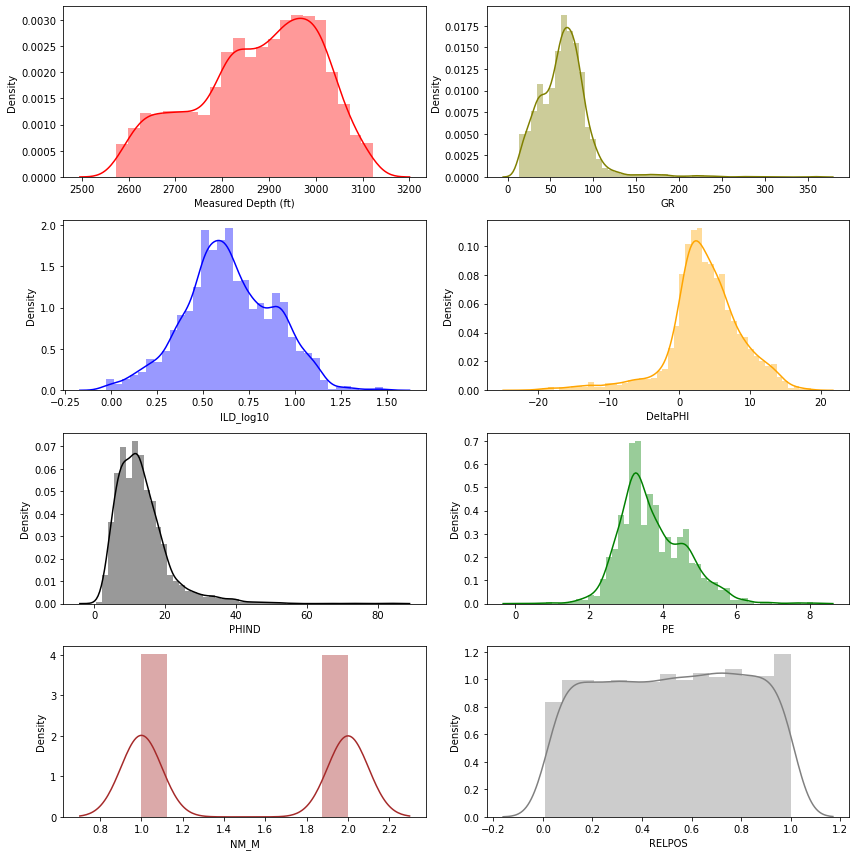 0.0030
0.0025
0.0020
0.0015
0.0010
0.0005
0.0000
Density
2500 2600 2700 2800 2900 3000 3100 3200
Measured Depth (ft)
0.0175
0.0150
0.0125
0.0100
0.0075
0.0050
0.0025
0.0000
Density
0 50 100 150 200 250 300 350
GR
2.0
1.5
1.0
0.5
0.0
Density
−0.25 0.00 0.25 0.50 0.75 1.00 1.25 1.50
ILD_log10
0.10
0.08
0.06
0.04
0.02
0.00
Density
−20 −10 0 10 20
DeltaPHI
0.07
0.06
0.05
0.04
0.03
0.02
0.01
0.00
Density
0 20 40 60 80
PHIND
0.7
0.6
0.5
0.4
0.3
0.2
0.1
0.0
Density
0 2 4 6 8
PE
4
3
2
1
0
Density
0.8 1.0 1.2 1.4 1.6 1.8 2.0 2.2
NM_M
1.2
1.0
0.8
0.6
0.4
0.2
0.0
Density
−0.2 0.0 0.2 0.4 0.6 0.8 1.0 1.2
RELPOS